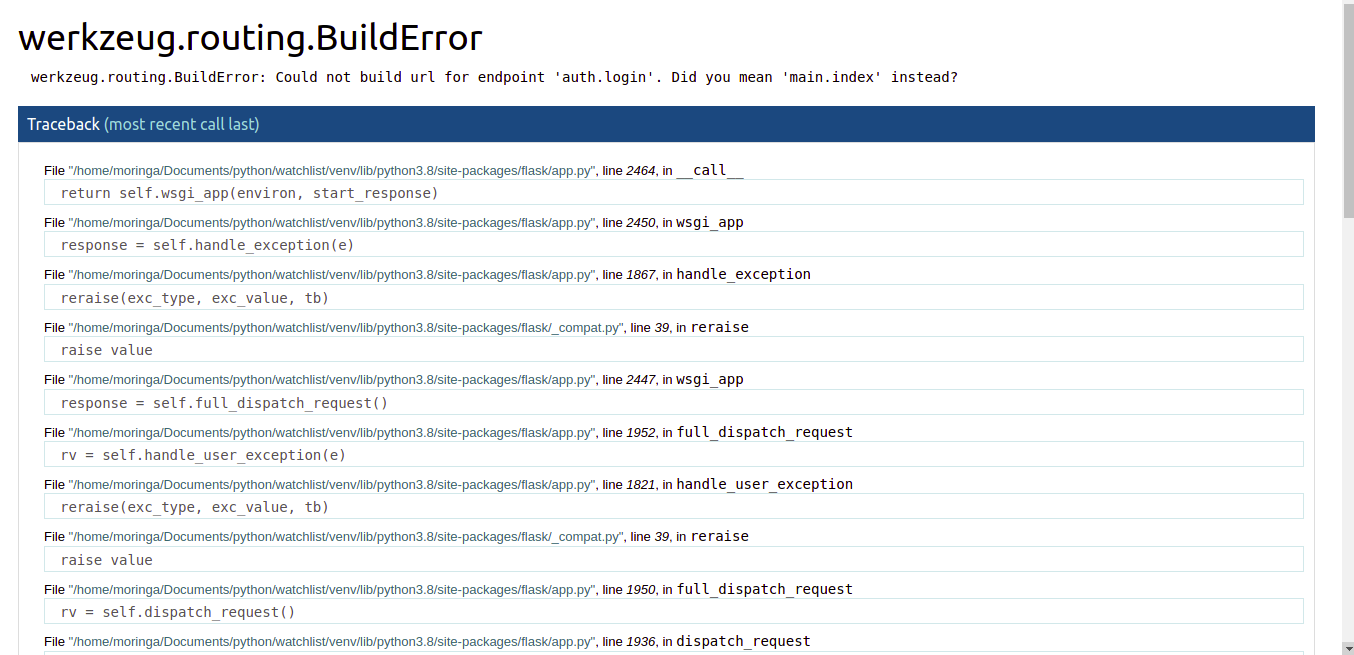 werkzeug.routing.BuildError
werkzeug.routing.BuildError: Could not build url for endpoint 'auth.login'. Did you mean 'main.index' instead?
Traceback (most recent call last)
File "/home/moringa/Documents/python/watchlist/venv/lib/python3.8/site-packages/flask/app.py", line 2464, in __call__
return self.wsgi_app(environ, start_response)
File "/home/moringa/Documents/python/watchlist/venv/lib/python3.8/site-packages/flask/app.py", line 2450, in wsgi_app
response = self.handle_exception(e)
File "/home/moringa/Documents/python/watchlist/venv/lib/python3.8/site-packages/flask/app.py", line 1867, in handle_exception
reraise(exc_type, exc_value, tb)
File "/home/moringa/Documents/python/watchlist/venv/lib/python3.8/site-packages/flask/_compat.py", line 39, in reraise
raise value
File "/home/moringa/Documents/python/watchlist/venv/lib/python3.8/site-packages/flask/app.py", line 2447, in wsgi_app
response = self.full_dispatch_request()
File "/home/moringa/Documents/python/watchlist/venv/lib/python3.8/site-packages/flask/app.py", line 1952, in full_dispatch_request
rv = self.handle_user_exception(e)
File "/home/moringa/Documents/python/watchlist/venv/lib/python3.8/site-packages/flask/app.py", line 1821, in handle_user_exception
reraise(exc_type, exc_value, tb)
File "/home/moringa/Documents/python/watchlist/venv/lib/python3.8/site-packages/flask/_compat.py", line 39, in reraise
raise value
File "/home/moringa/Documents/python/watchlist/venv/lib/python3.8/site-packages/flask/app.py", line 1950, in full_dispatch_request
rv = self.dispatch_request()
File "/home/moringa/Documents/python/watchlist/venv/lib/python3.8/site-packages/flask/app.py", line 1936, in dispatch_request